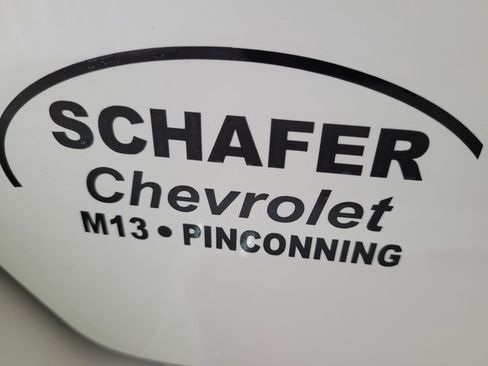 SCHAFER
Chevrolet
M13 • PINCONNING